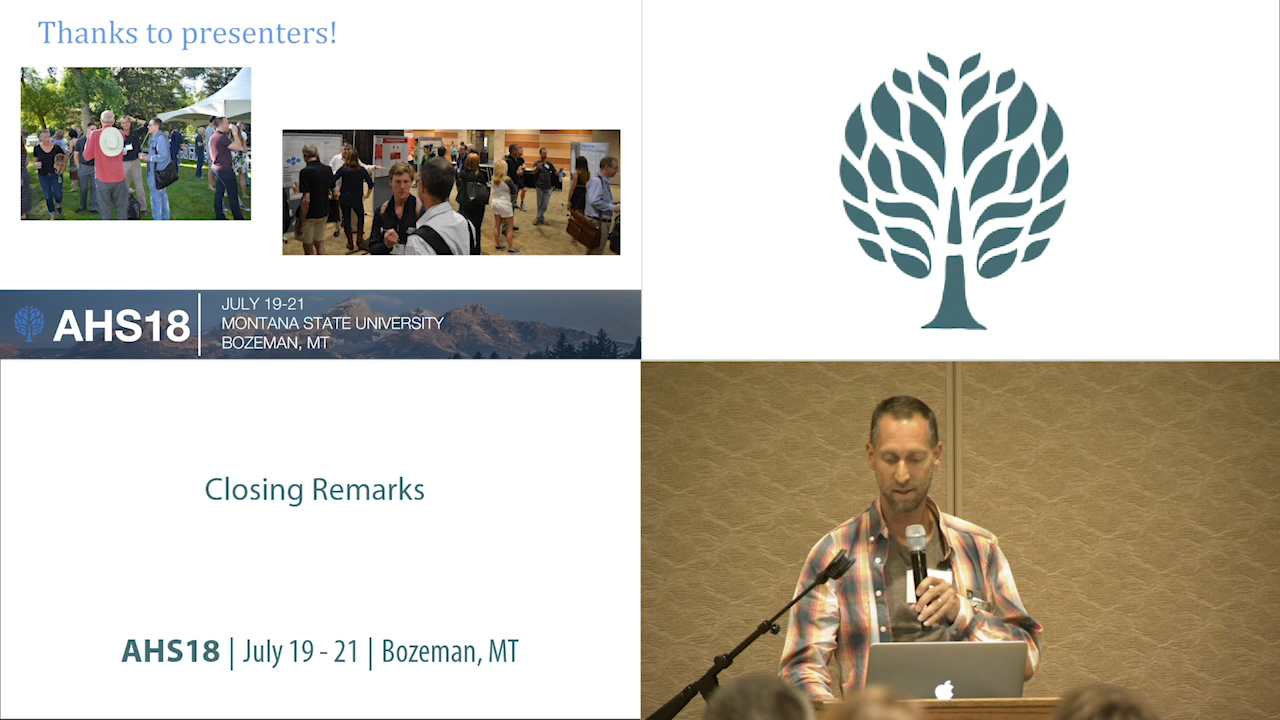 Thanks to presenters!
AHS18
JULY 19-21
MONTANA STATE UNIVERSITY
BOZEMAN, MT
Closing Remarks
AHS18 | July 19 - 21 | Bozeman, MT